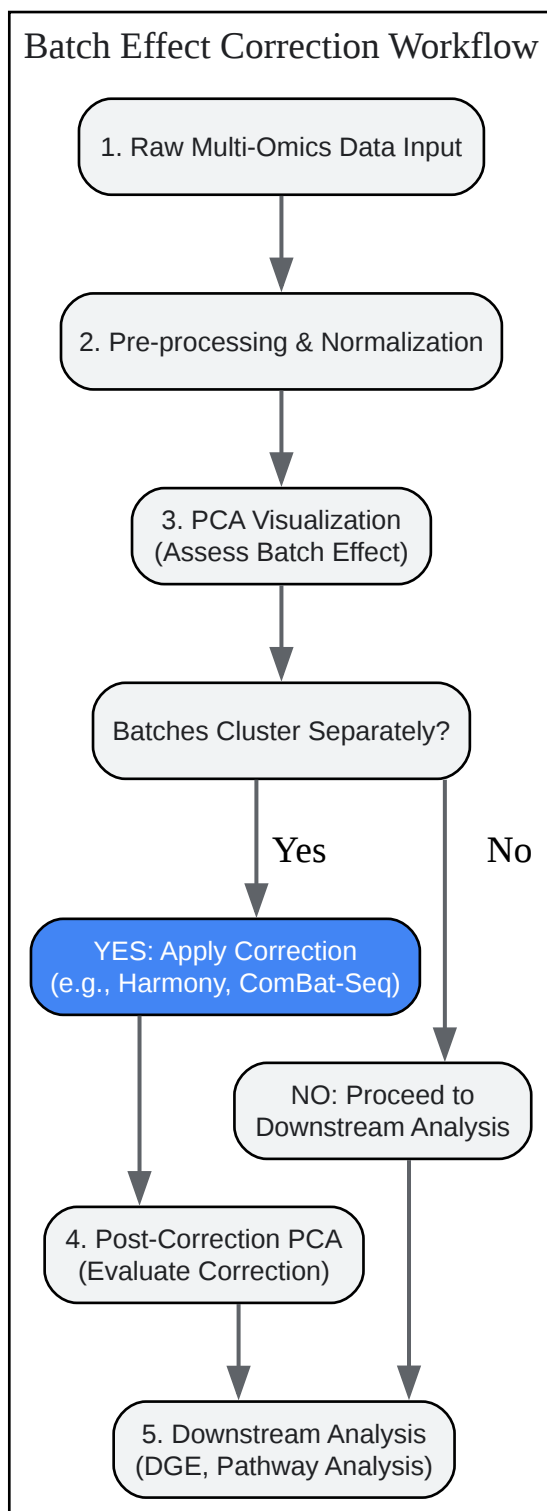 Batch Effect Correction Workflow
1. Raw Multi-Omics Data Input
2. Pre-processing & Normalization
3. PCA Visualization
(Assess Batch Effect)
Batches Cluster Separately?
Yes
No
YES: Apply Correction
(e.g., Harmony, ComBat-Seq)
NO: Proceed to
Downstream Analysis
4. Post-Correction PCA
(Evaluate Correction)
5. Downstream Analysis
(DGE, Pathway Analysis)